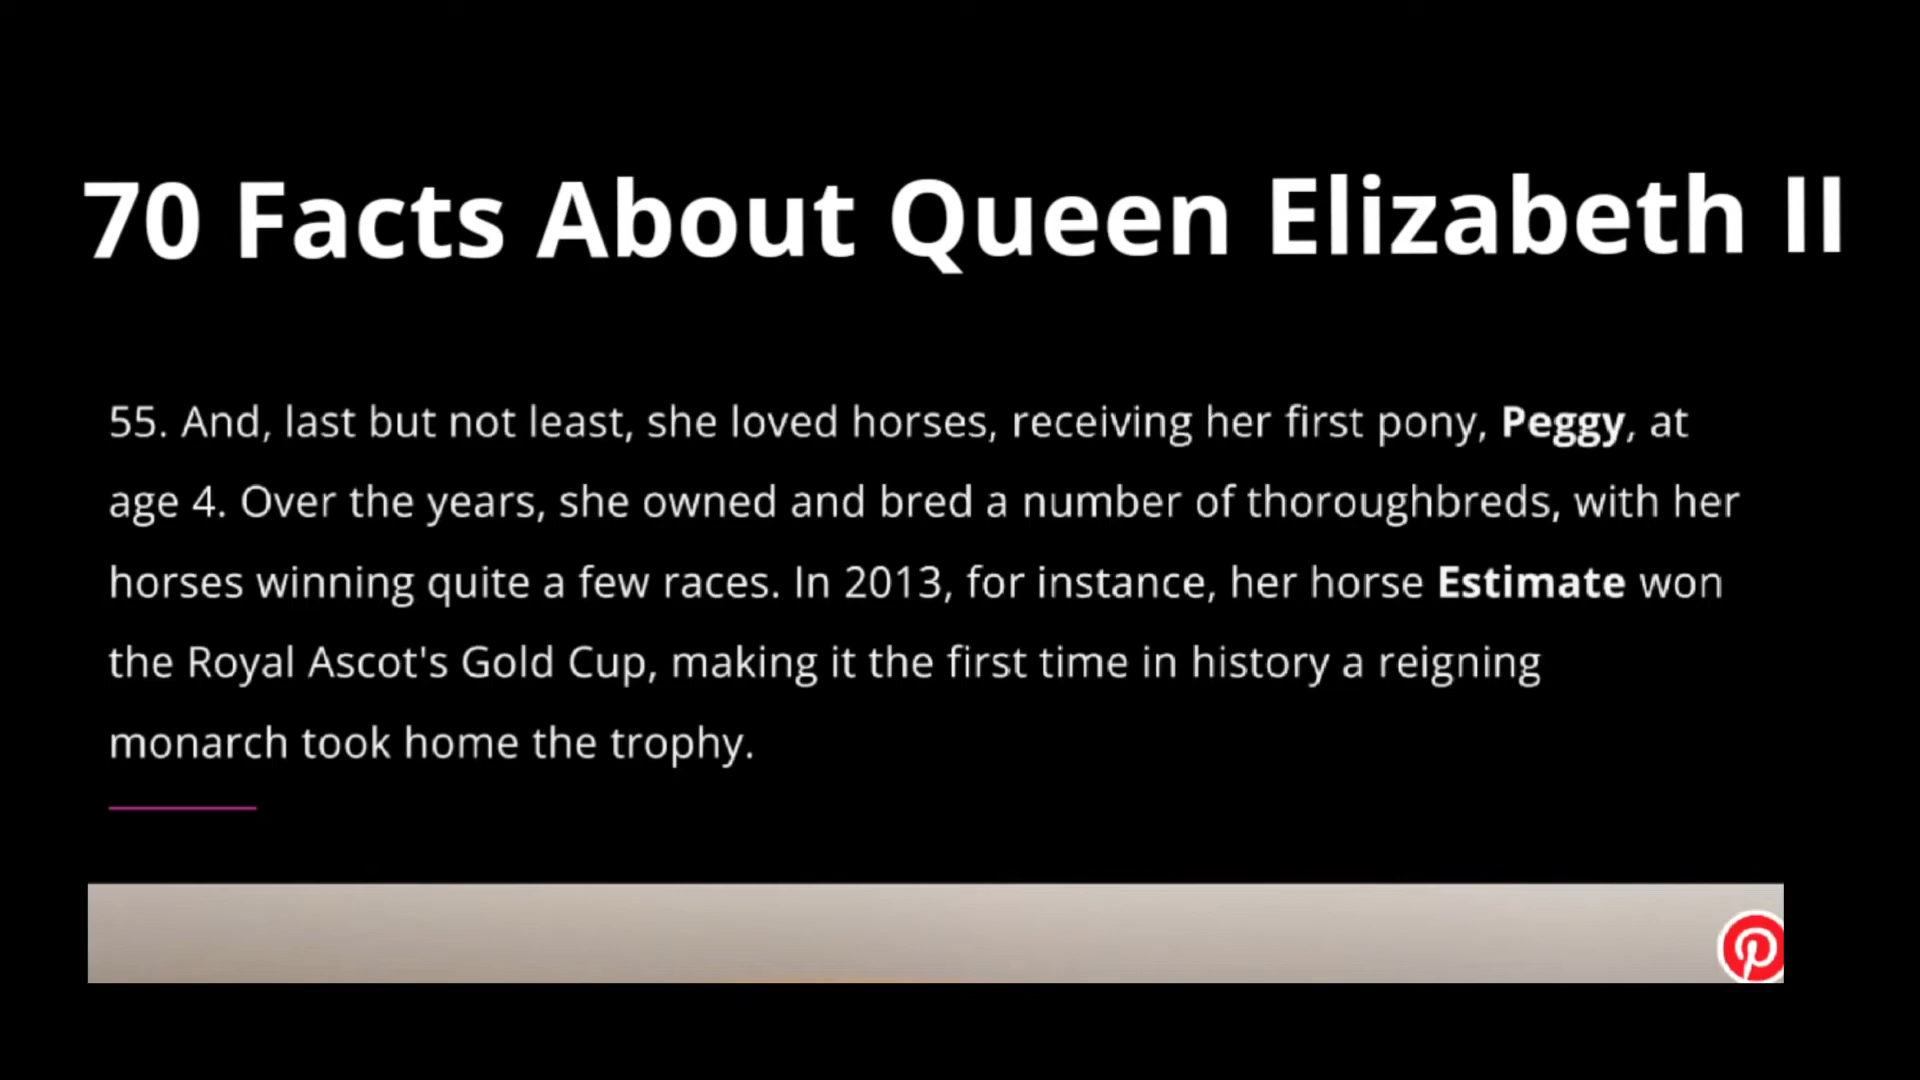 70 Facts About Queen Elizabeth II
55. And, last but not least, she loved horses, receiving her first pony, Peggy, at
age 4. Over the years, she owned and bred a number of thoroughbreds, with her
horses winning quite a few races. In 2013, for instance, her horse Estimate won
the Royal Ascot's Gold Cup, making it the first time in history a reigning
monarch took home the trophy.